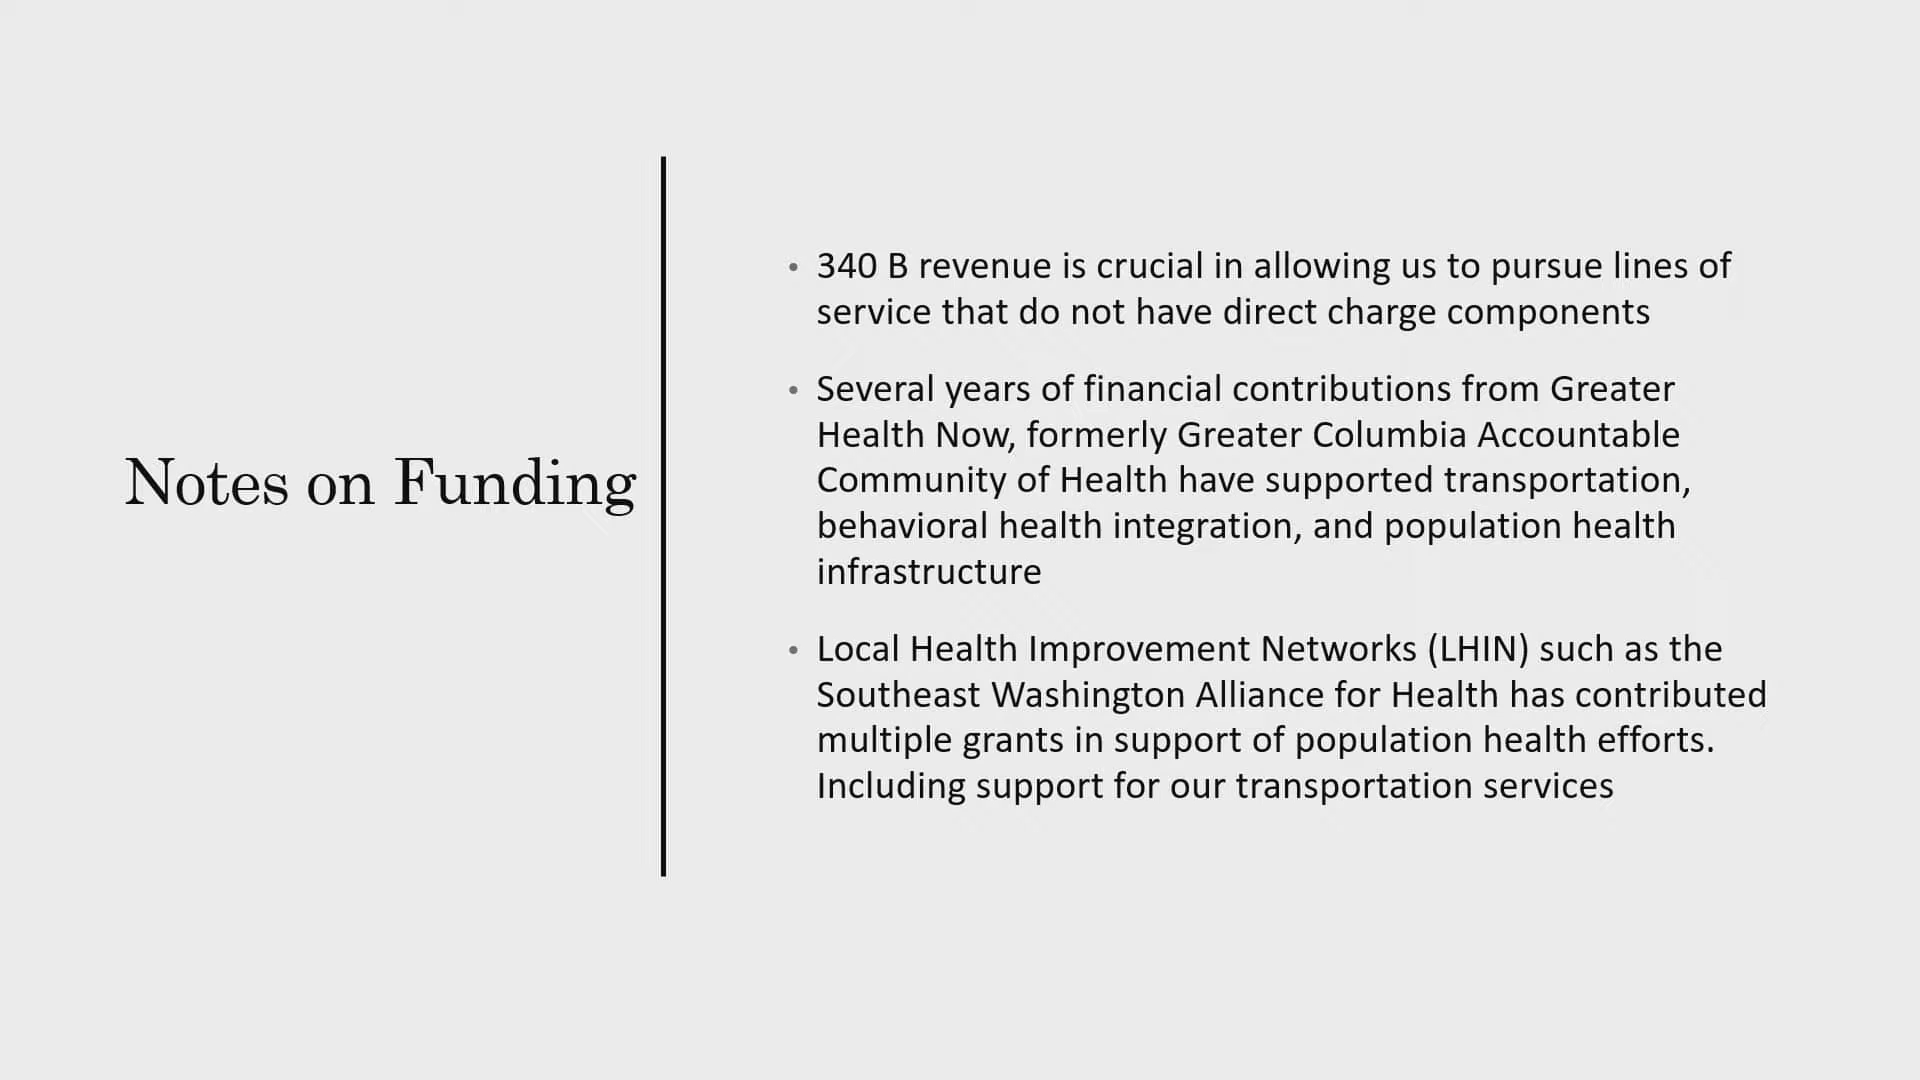 Notes on Funding
• 340 B revenue is crucial in allowing us to pursue lines of
service that do not have direct charge components
• Several years of financial contributions from Greater
Health Now, formerly Greater Columbia Accountable
Community of Health have supported transportation,
behavioral health integration, and population health
infrastructure
• Local Health Improvement Networks (LHIN) such as the
Southeast Washington Alliance for Health has contributed
multiple grants in support of population health efforts.
Including support for our transportation services